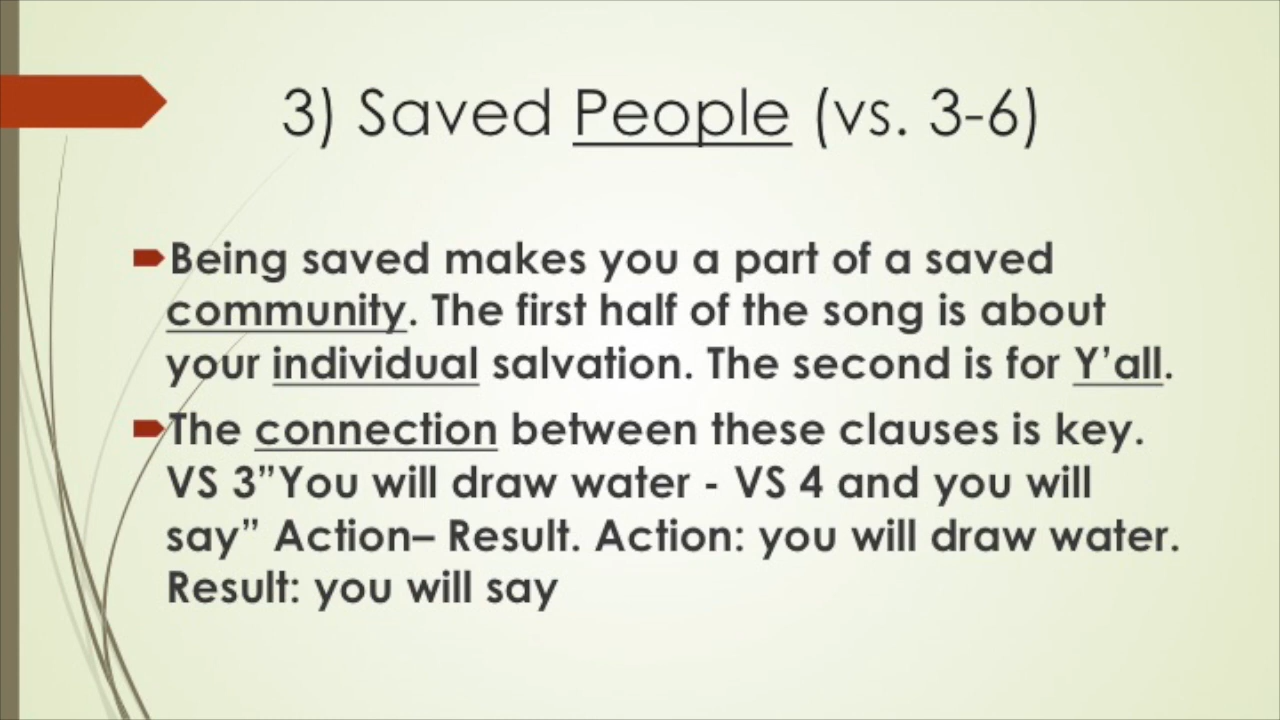 3) Saved People (vs. 3-6)
Being saved makes you a part of a saved
community. The first half of the song is about
your individual salvation. The second is for Y’all.
The connection between these clauses is key.
VS 3”You will draw water - VS 4 and you will
say” Action– Result. Action: you will draw water.
Result: you will say